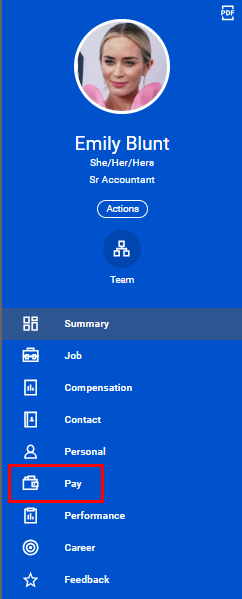 PDF
Emily Blunt
She/Her/Hers
Sr Accountant
Actions
Team
Summary
Job
Compensation
Contact
Personal
Pay
Performance
Career
Feedback